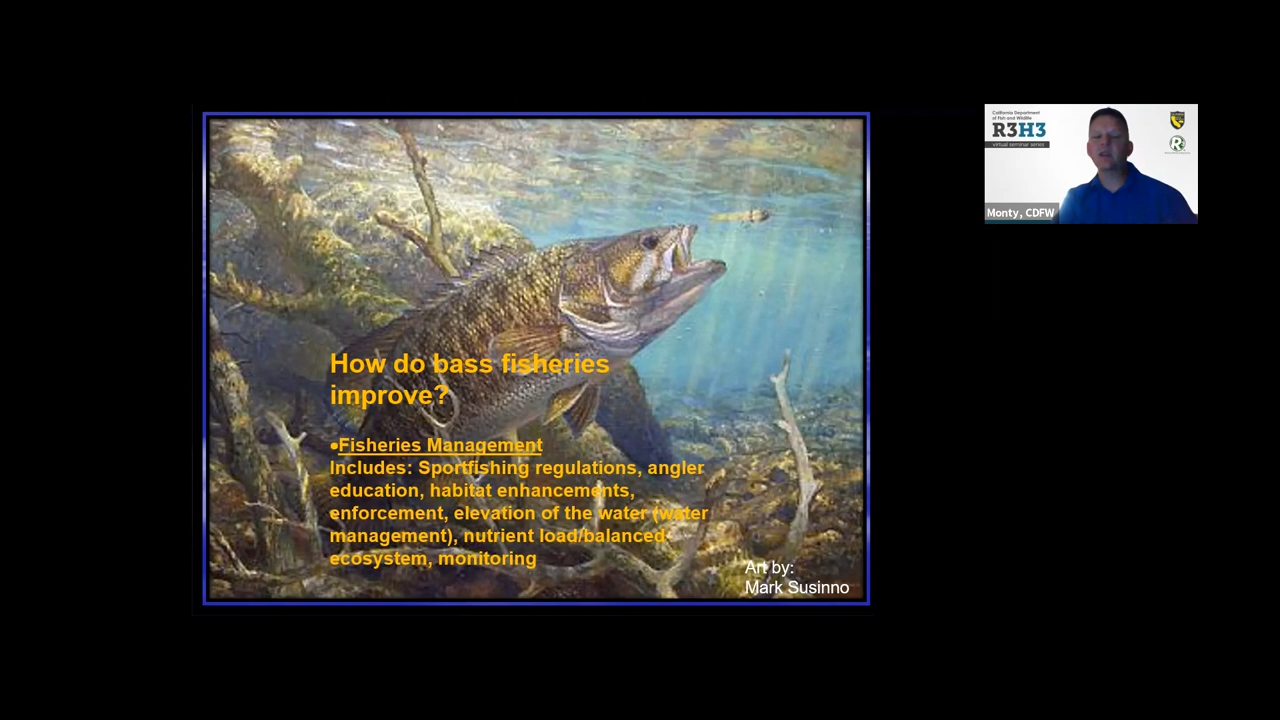 How do bass fisheries
improve?
•Fisheries Management
Includes: Sportfishing regulations, angler
education, habitat enhancements,
enforcement, elevation of the water (water
management), nutrient load/balanced
ecosystem, monitoring
Art by:
Mark Susinno
California Department
of Fish and Wildlife
R3H3
virtual seminar series
Monty, CDFW